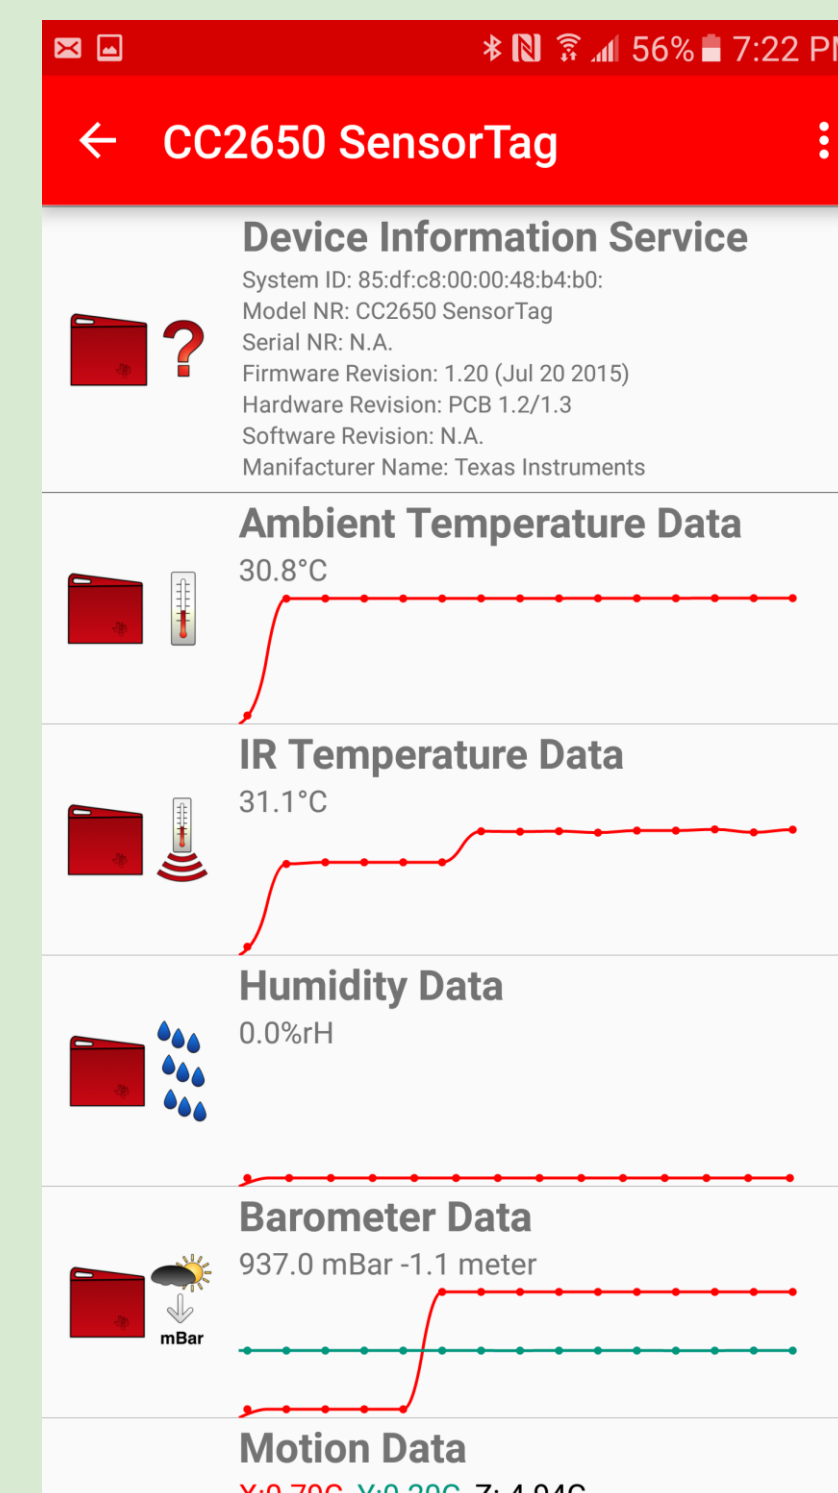 56% 7:22 PM
CC2650 SensorTag
Device Information Service
System ID: 85:df:c8:00:00:48:b4:b0:
Model NR: CC2650 SensorTag
Serial NR: N.A.
Firmware Revision: 1.20 (Jul 20 2015)
Hardware Revision: PCB 1.2/1.3
Software Revision: N.A.
Manifacturer Name: Texas Instruments
Ambient Temperature Data
30.8°C
IR Temperature Data
31.1°C
Humidity Data
0.0%rH
Barometer Data
937.0 mBar -1.1 meter
mBar
Motion Data